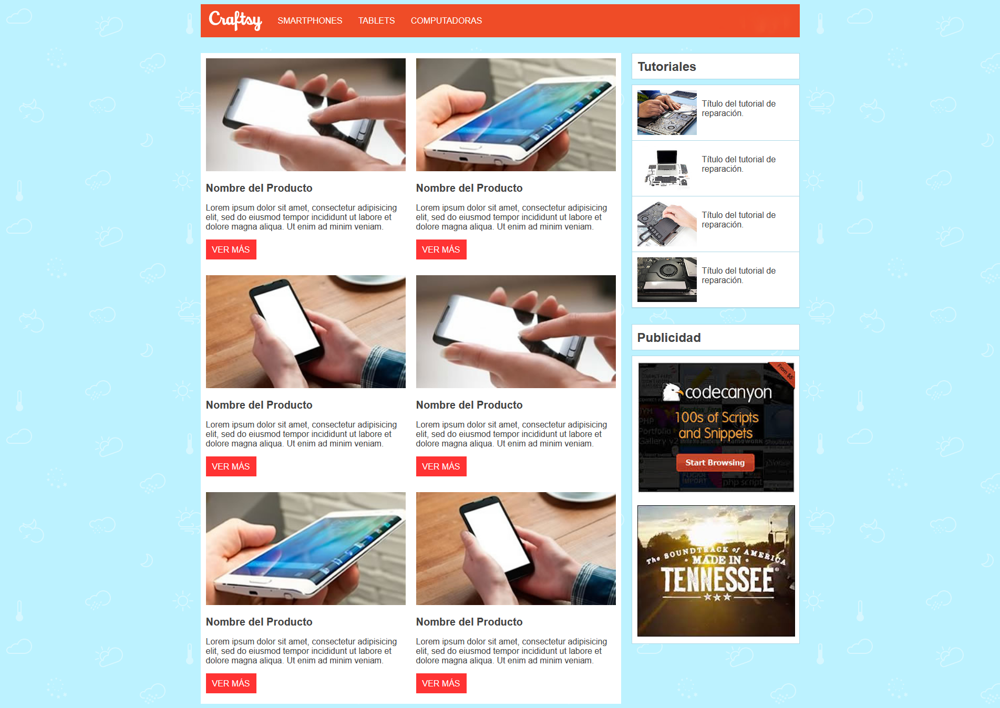 Craftsy SMARTPHONES TABLETS COMPUTADORAS
Nombre del Producto
Lorem ipsum dolor sit amet, consectetur adipisicing
elit, sed do eiusmod tempor incididunt ut labore et
dolore magna aliqua. Ut enim ad minim veniam.
VER MÁS
Nombre del Producto
Lorem ipsum dolor sit amet, consectetur adipisicing
elit, sed do eiusmod tempor incididunt ut labore et
dolore magna aliqua. Ut enim ad minim veniam.
VER MÁS
Nombre del Producto
Lorem ipsum dolor sit amet, consectetur adipisicing
elit, sed do eiusmod tempor incididunt ut labore et
dolore magna aliqua. Ut enim ad minim veniam.
VER MÁS
Nombre del Producto
Lorem ipsum dolor sit amet, consectetur adipisicing
elit, sed do eiusmod tempor incididunt ut labore et
dolore magna aliqua. Ut enim ad minim veniam.
VER MÁS
Nombre del Producto
Lorem ipsum dolor sit amet, consectetur adipisicing
elit, sed do eiusmod tempor incididunt ut labore et
dolore magna aliqua. Ut enim ad minim veniam.
VER MÁS
Nombre del Producto
Lorem ipsum dolor sit amet, consectetur adipisicing
elit, sed do eiusmod tempor incididunt ut labore et
dolore magna aliqua. Ut enim ad minim veniam.
VER MÁS
Tutoriales
Título del tutorial de
reparación.
Título del tutorial de
reparación.
Título del tutorial de
reparación.
Título del tutorial de
reparación.
Publicidad
From $5
codecanyon
100s of Scripts
and Snippets
PHP
Portfolio
Gallery v2
Start Browsing
FLICKR
IMPORT
php script
The SOUNDTRACK of AMERICA
· MADE IN ·
TENNESSEE®